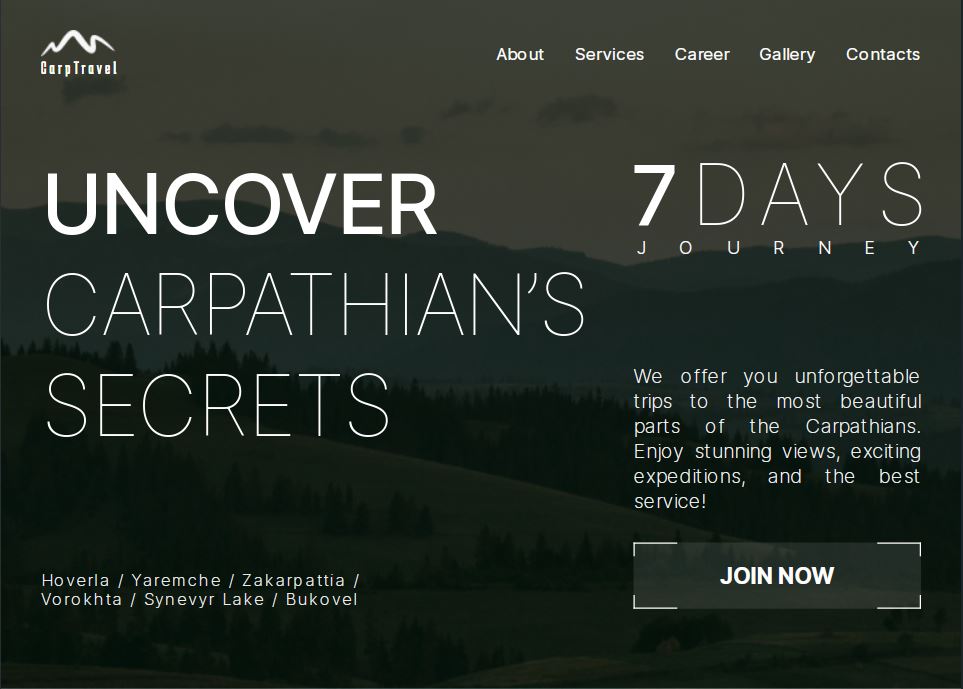 CarpTravel
About Services Career Gallery Contacts
UNCOVER
CARPATHIAN’S
SECRETS
7 DAYS
JOURNEY
We offer you unforgettable
trips to the most beautiful
parts of the Carpathians.
Enjoy stunning views, exciting
expeditions, and the best
service!
JOIN NOW
Hoverla / Yaremche / Zakarpattia /
Vorokhta / Synevyr Lake / Bukovel